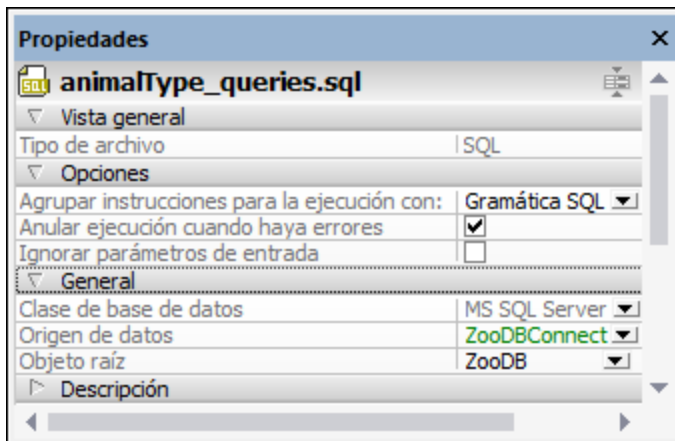 Propiedades
SQL animalType_queries.sql
Vista general
Tipo de archivo SQL
Opciones
Agrupar instrucciones para la ejecución con: Gramática SQL
Anular ejecución cuando haya errores
Ignorar parámetros de entrada
General
Clase de base de datos MS SQL Server
Origen de datos ZooDBConnect
Objeto raíz ZooDB
Descripción